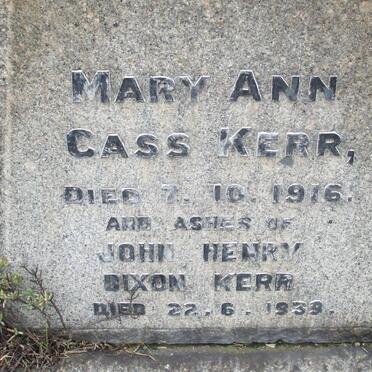 MARY ANN
CASS KERR,
DIED 7. 10. 1916.
AND ASHES OF
JOHN HENRY
DIXON KERR
DIED 22.6.1939.